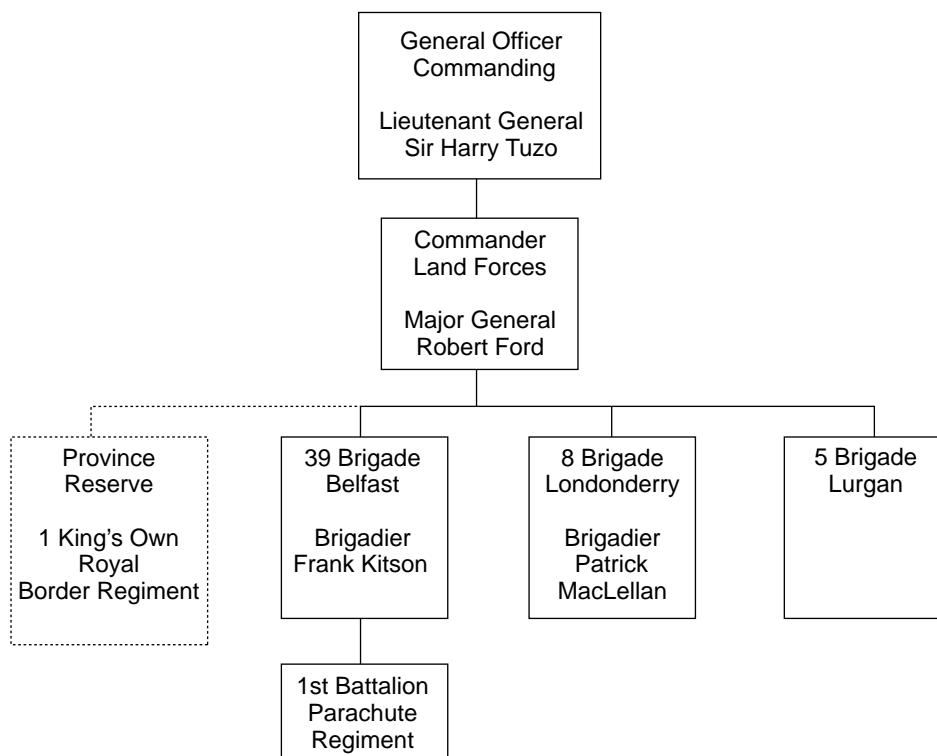 General Officer
Commanding
Lieutenant General
Sir Harry Tuzo
Commander
Land Forces
Major General
Robert Ford
Province
Reserve
1 King's Own
Royal
Border Regiment
39 Brigade
Belfast
Brigadier
Frank Kitson
8 Brigade
Londonderry
Brigadier
Patrick
MacLellan
5 Brigade
Lurgan
1st Battalion
Parachute
Regiment